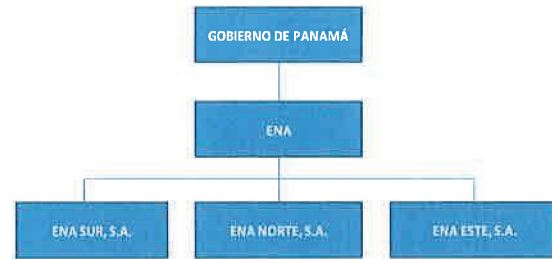 GOBIERNO DE PANAMÁ
ENA
ENA SUR, S.A.
ENA NORTE, S.A.
ENA ESTE, S.A.